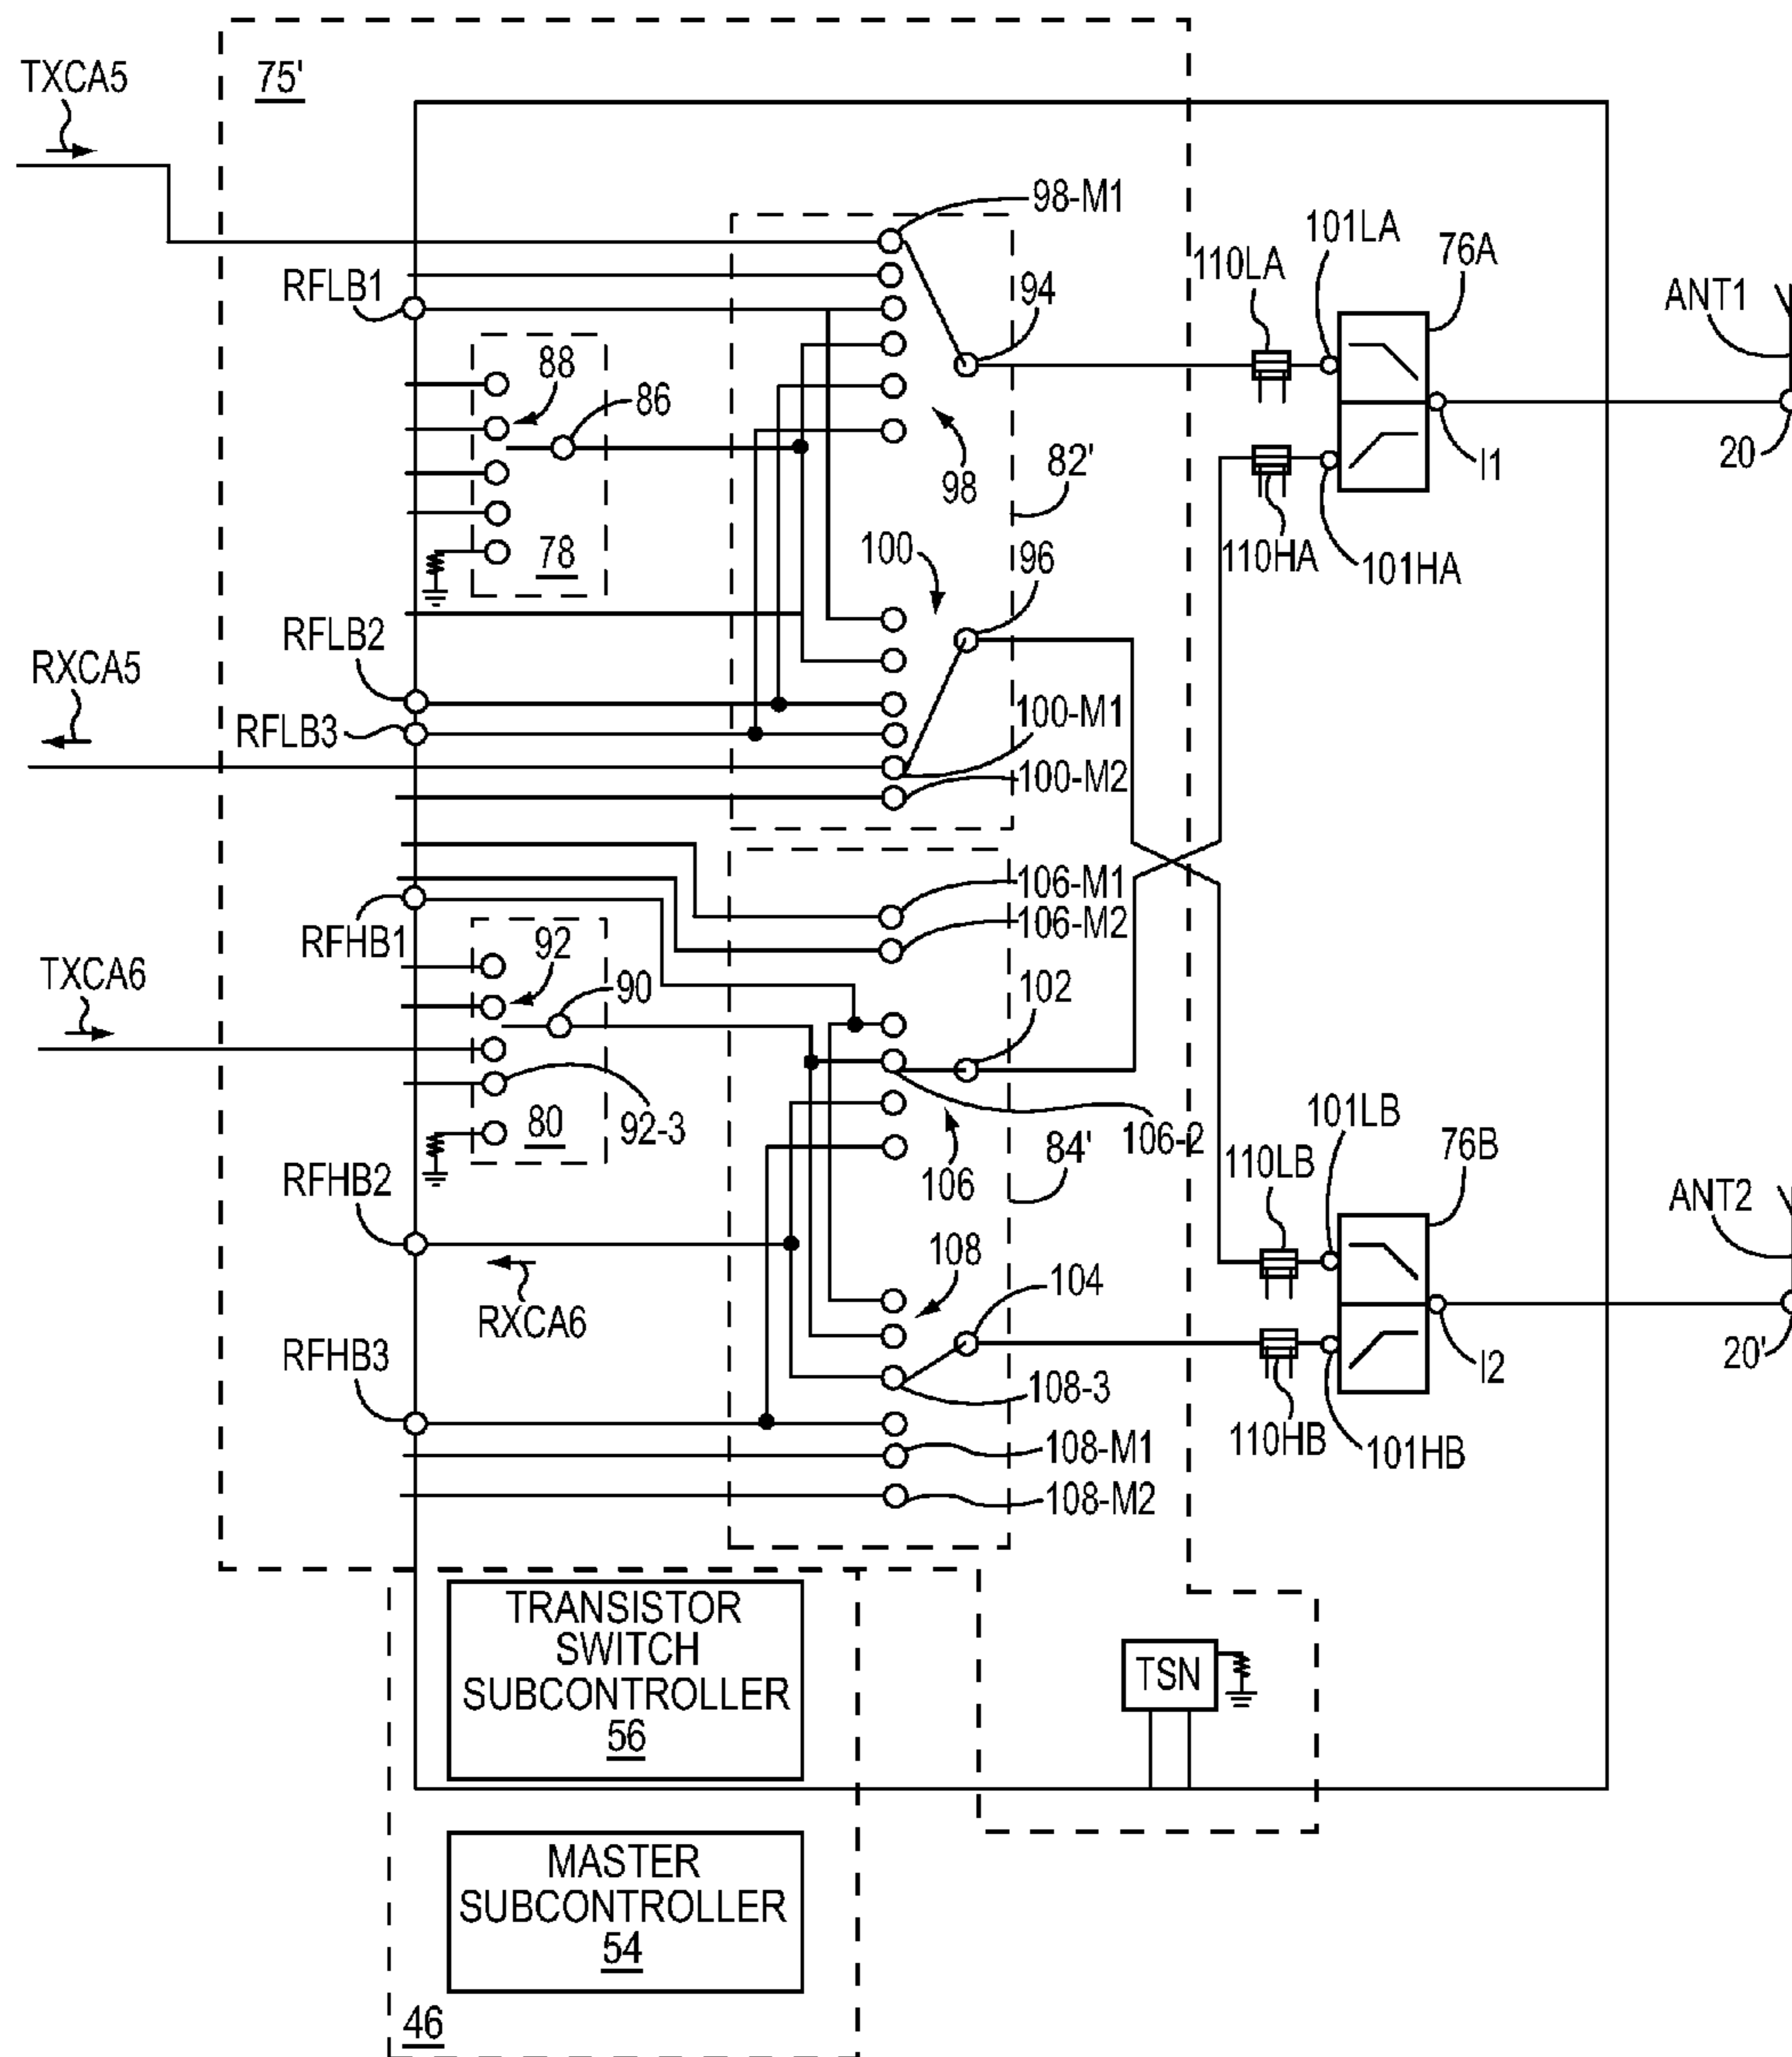 TXCA5
75'
98-M1
101LA
76A
110LA
RFLB1
94
ANT1
88
86
82'
98
I1
20
100
96
78
110HA
101HA
RFLB2
RXCA5
RFLB3
100-M1
100-M2
106-M1
106-M2
RFHB1
92
TXCA6
90
102
101LB
92-3
80
106-2
84'
76B
110LB
RFHB2
106
ANT2
108
104
RXCA6
RFHB3
20'
I2
108-3
110HB
101HB
108-M1
108-M2
TRANSISTOR
SWITCH
SUBCONTROLLER
56
TSN
MASTER
SUBCONTROLLER
54
46